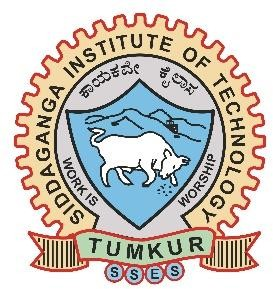 SIDDAGANGA INSTITUTE OF TECHNOLOGY
ಕಾಯಕವೇ ಕೈಲಾಸ
WORK IS WORSHIP
TUMKUR
SSES